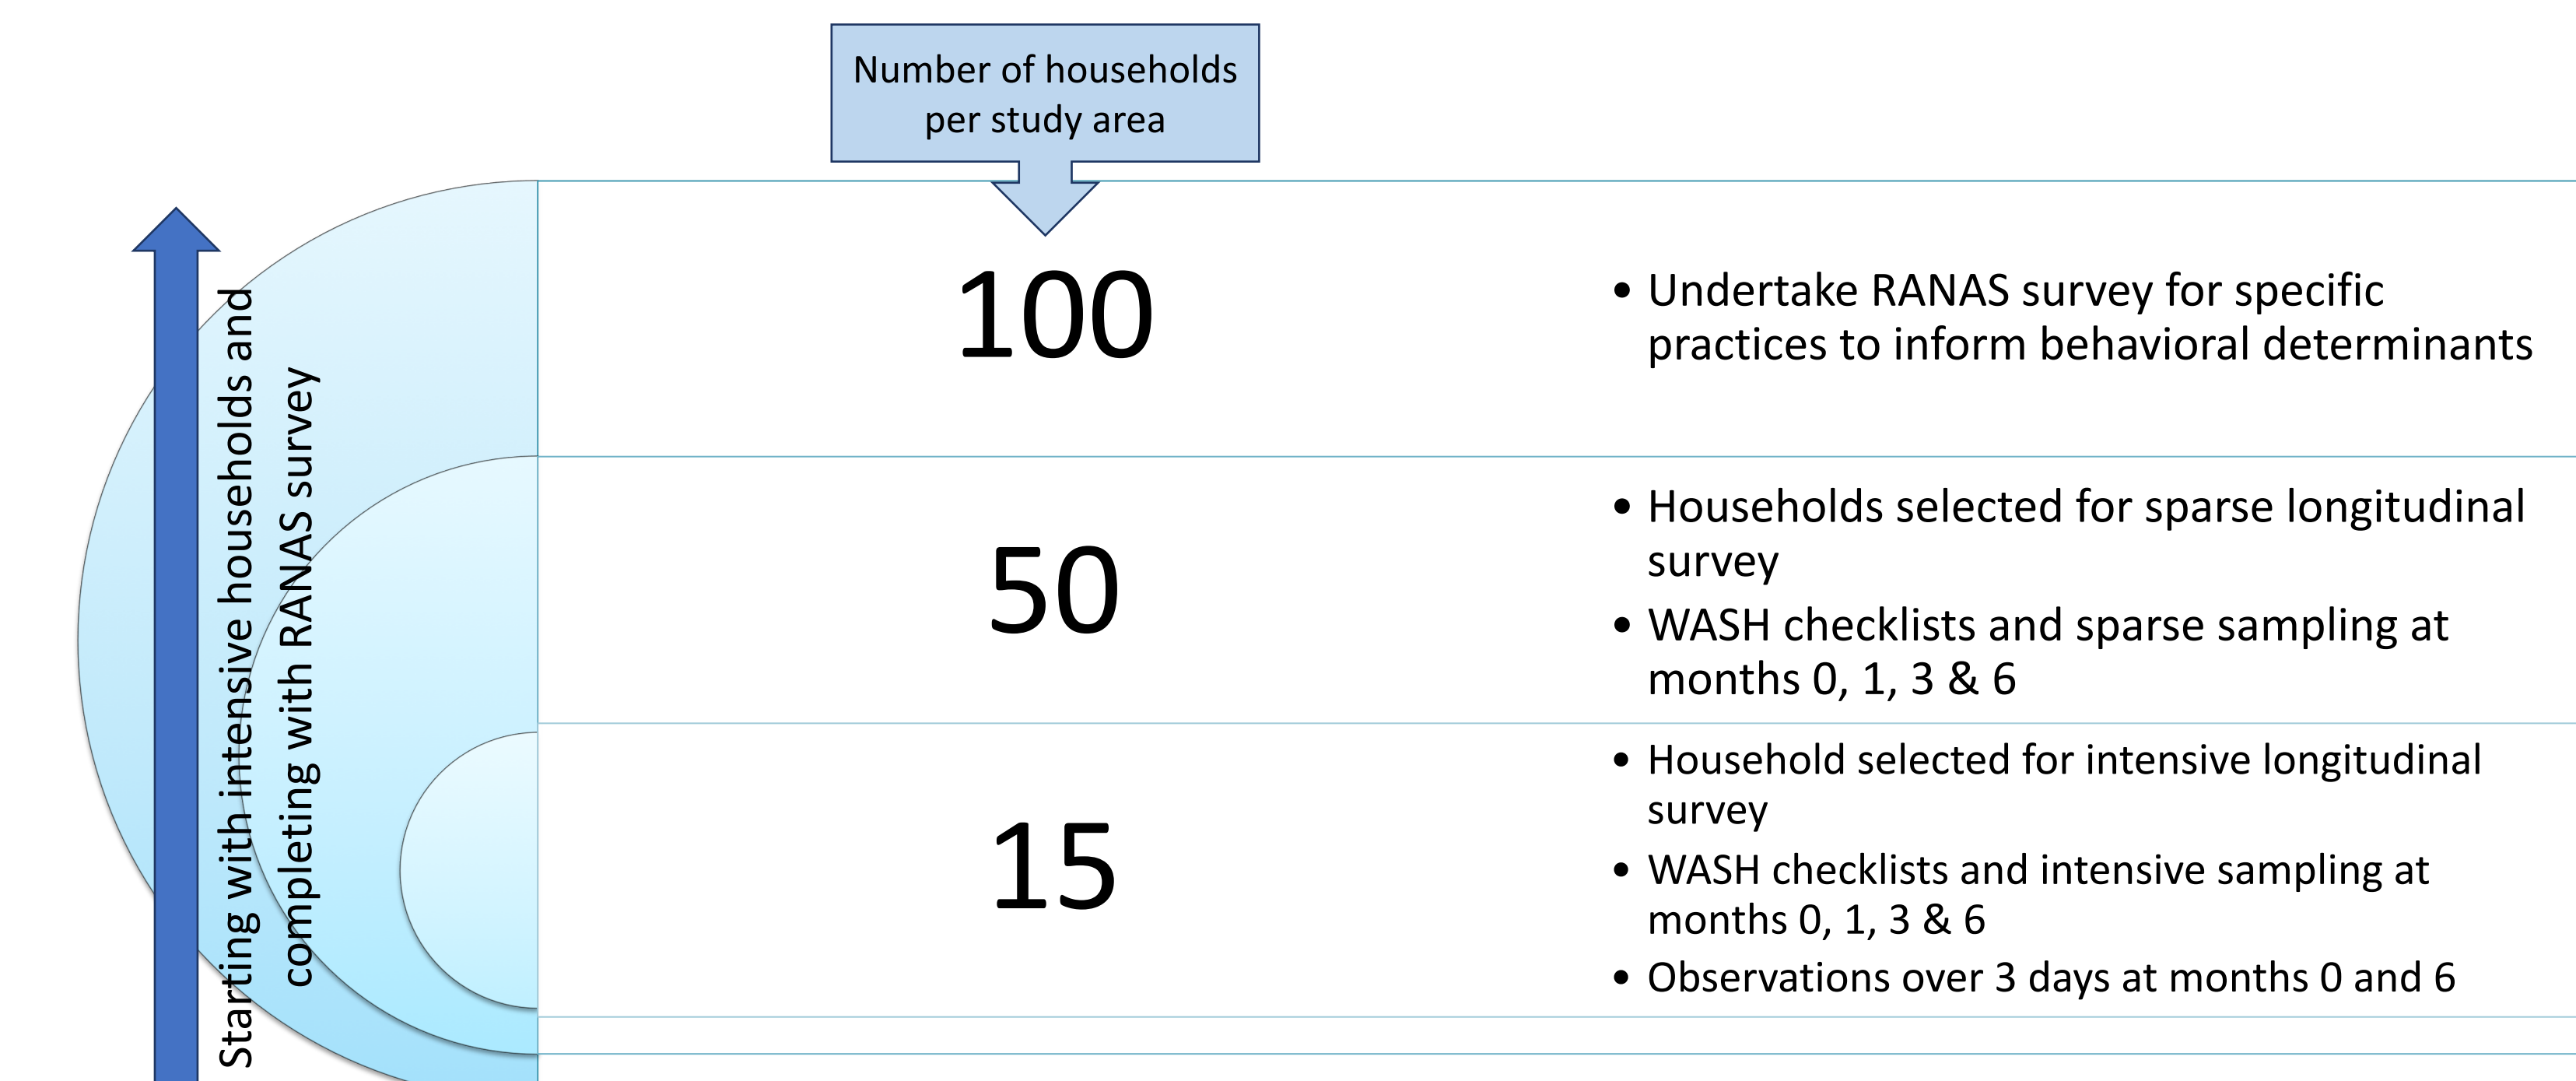 Number of households
per study area
Starting with intensive households and
completing with RANAS survey
100
• Undertake RANAS survey for specific
practices to inform behavioral determinants
50
• Households selected for sparse longitudinal
survey
• WASH checklists and sparse sampling at
months 0, 1, 3 & 6
15
• Household selected for intensive longitudinal
survey
• WASH checklists and intensive sampling at
months 0, 1, 3 & 6
• Observations over 3 days at months 0 and 6